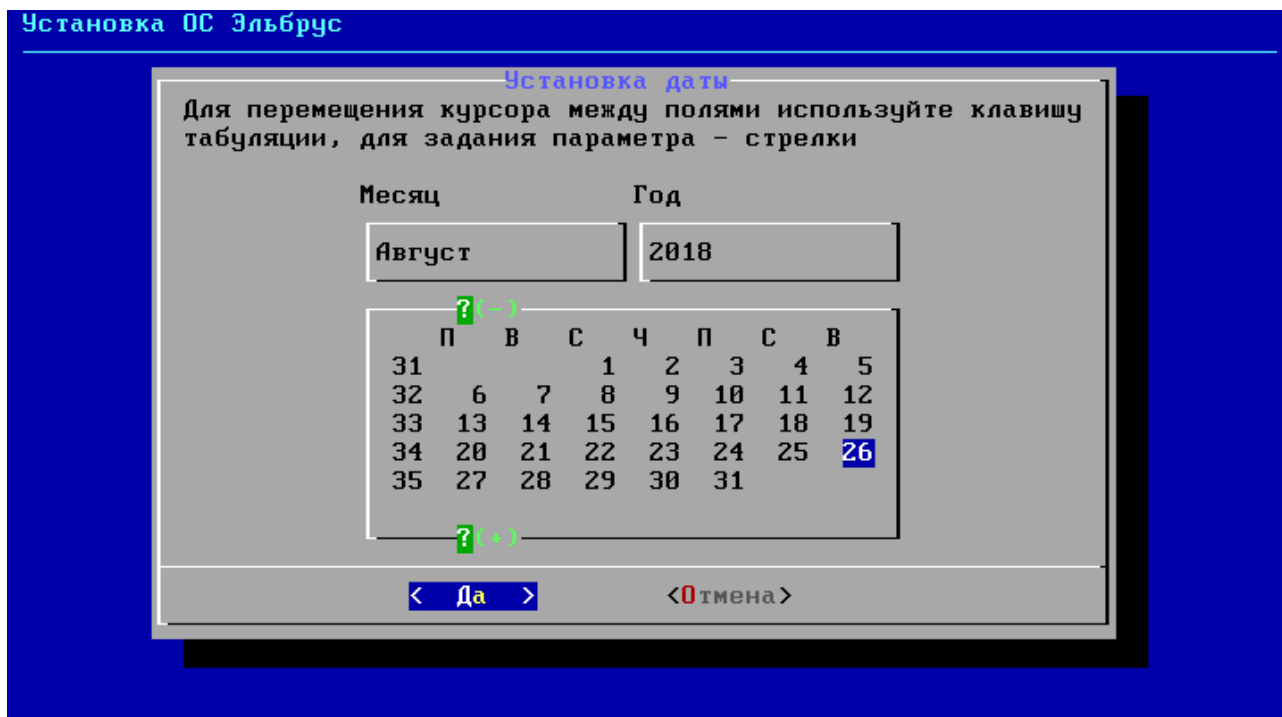 Установка ОС Эльбрус
Установка даты
Для перемещения курсора между полями используйте клавишу
табуляции, для задания параметра – стрелки
Месяц Год
Август 2018
?(-)
П В С Ч П С В
31 1 2 3 4 5
32 6 7 8 9 10 11 12
33 13 14 15 16 17 18 19
34 20 21 22 23 24 25 26
35 27 28 29 30 31
?(+)
< Да > <Отмена>